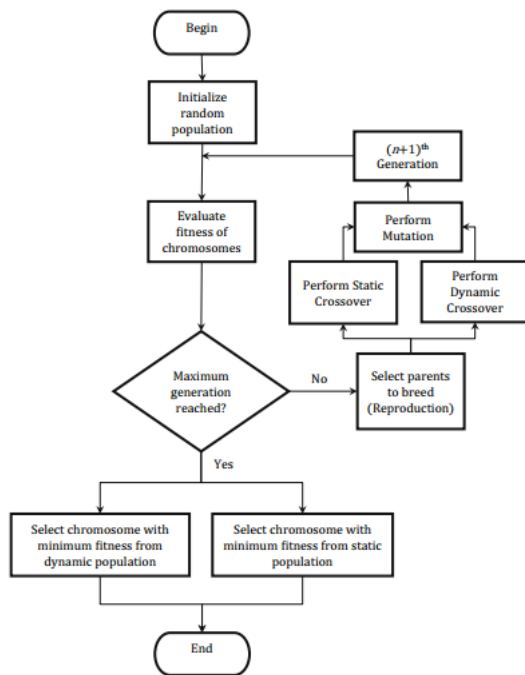 Begin
Initialize
random
population
(n+1)th
Generation
Evaluate
fitness of
chromosomes
Perform
Mutation
Perform Static
Crossover
Perform
Dynamic
Crossover
Maximum
generation
reached?
No
Select parents
to breed
(Reproduction)
Yes
Select chromosome with
minimum fitness from
dynamic population
Select chromosome with
minimum fitness from static
population
End